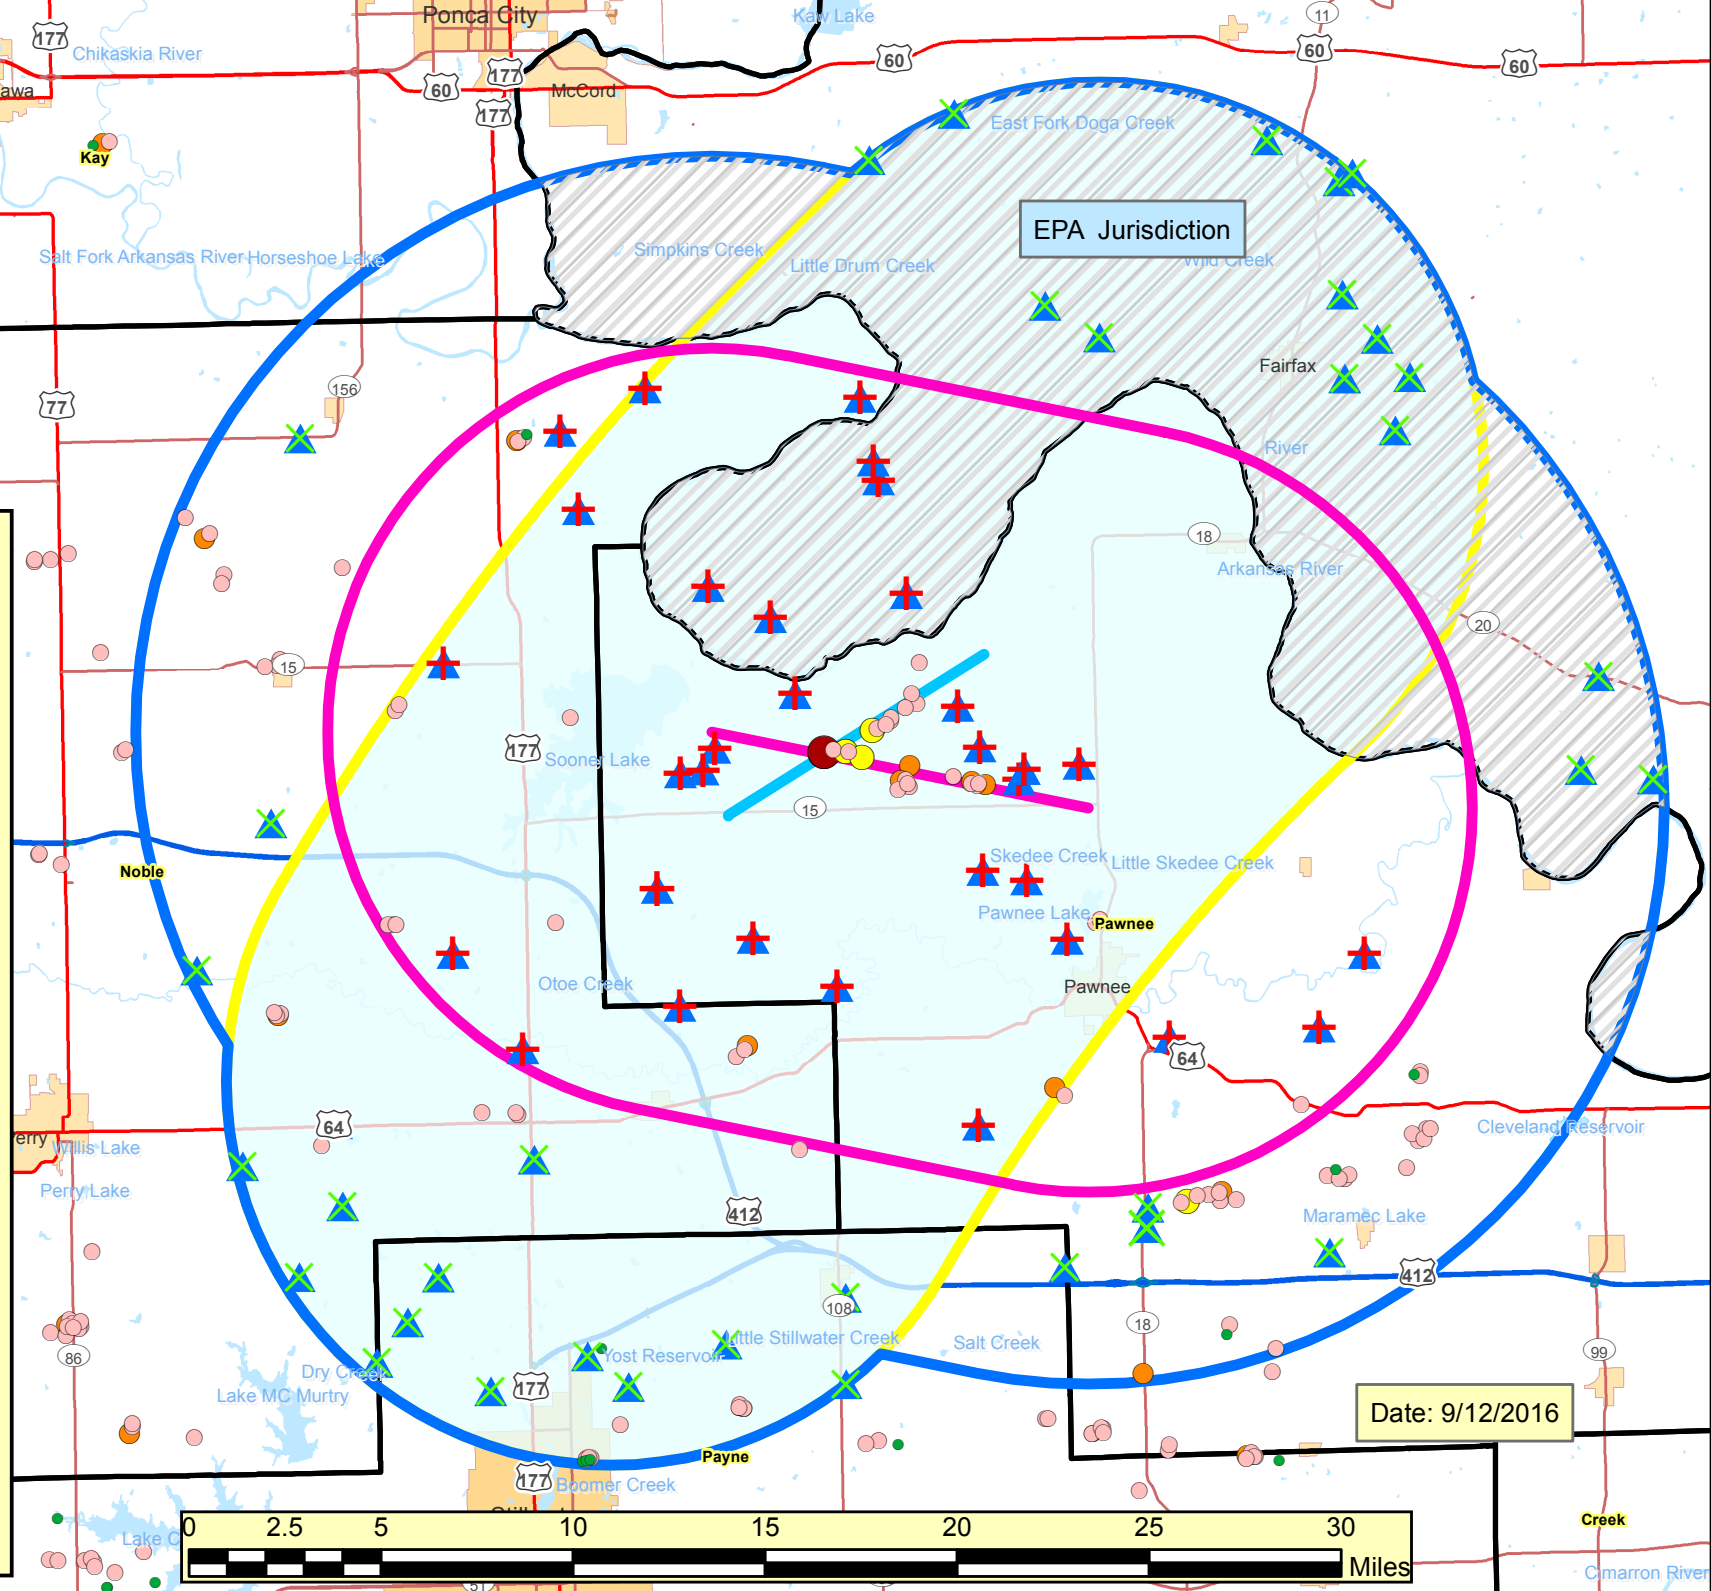 Ponca City
Kaw Lake
11
177
Chikaskia River
60
60
60
177
60
awa
McCord
177
East Fork Doga Creek
Kay
EPA Jurisdiction
Simpkins Creek
Salt Fork Arkansas River
Horseshoe Lake
Little Drum Creek
Wild Creek
Fairfax
156
77
River
18
Arkansas River
20
15
177
Sooner Lake
15
Skedee Creek
Little Skedee Creek
Noble
Pawnee Lake
Pawnee
Otoe Creek
Pawnee
64
64
erry
Willis Lake
Cleveland Reservoir
Perry Lake
412
Maramec Lake
412
108
18
Little Stillwater Creek
Salt Creek
86
Yost Reservoir
99
Dry Creek
177
Lake MC Murtry
Date: 9/12/2016
Payne
177
Boomer Creek
0 2.5 5 10 15 20 25 30
Creek
Lake C
Miles
Cimarron River
51